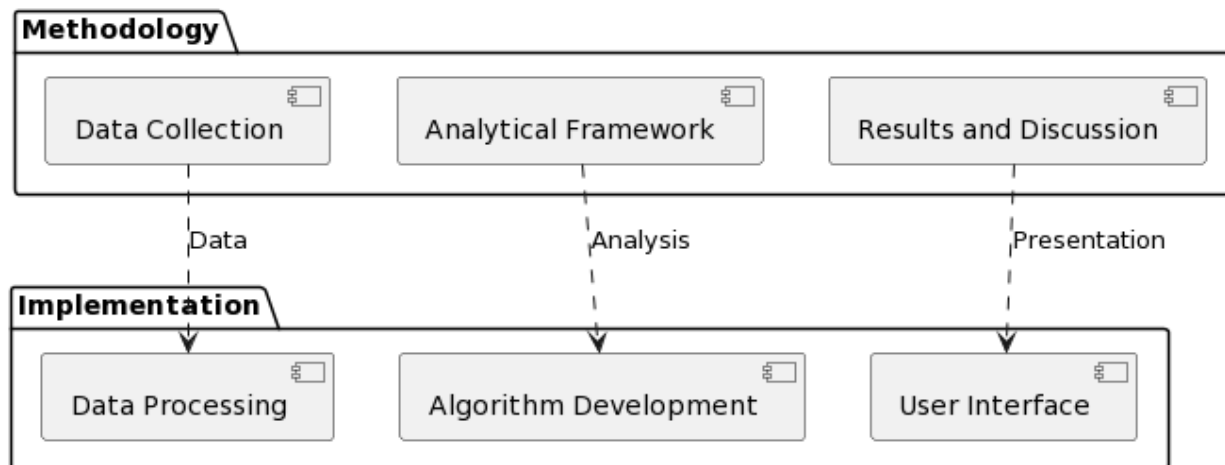 Methodology
Data Collection
Analytical Framework
Results and Discussion
Data
Analysis
Presentation
Implementation
Data Processing
Algorithm Development
User Interface